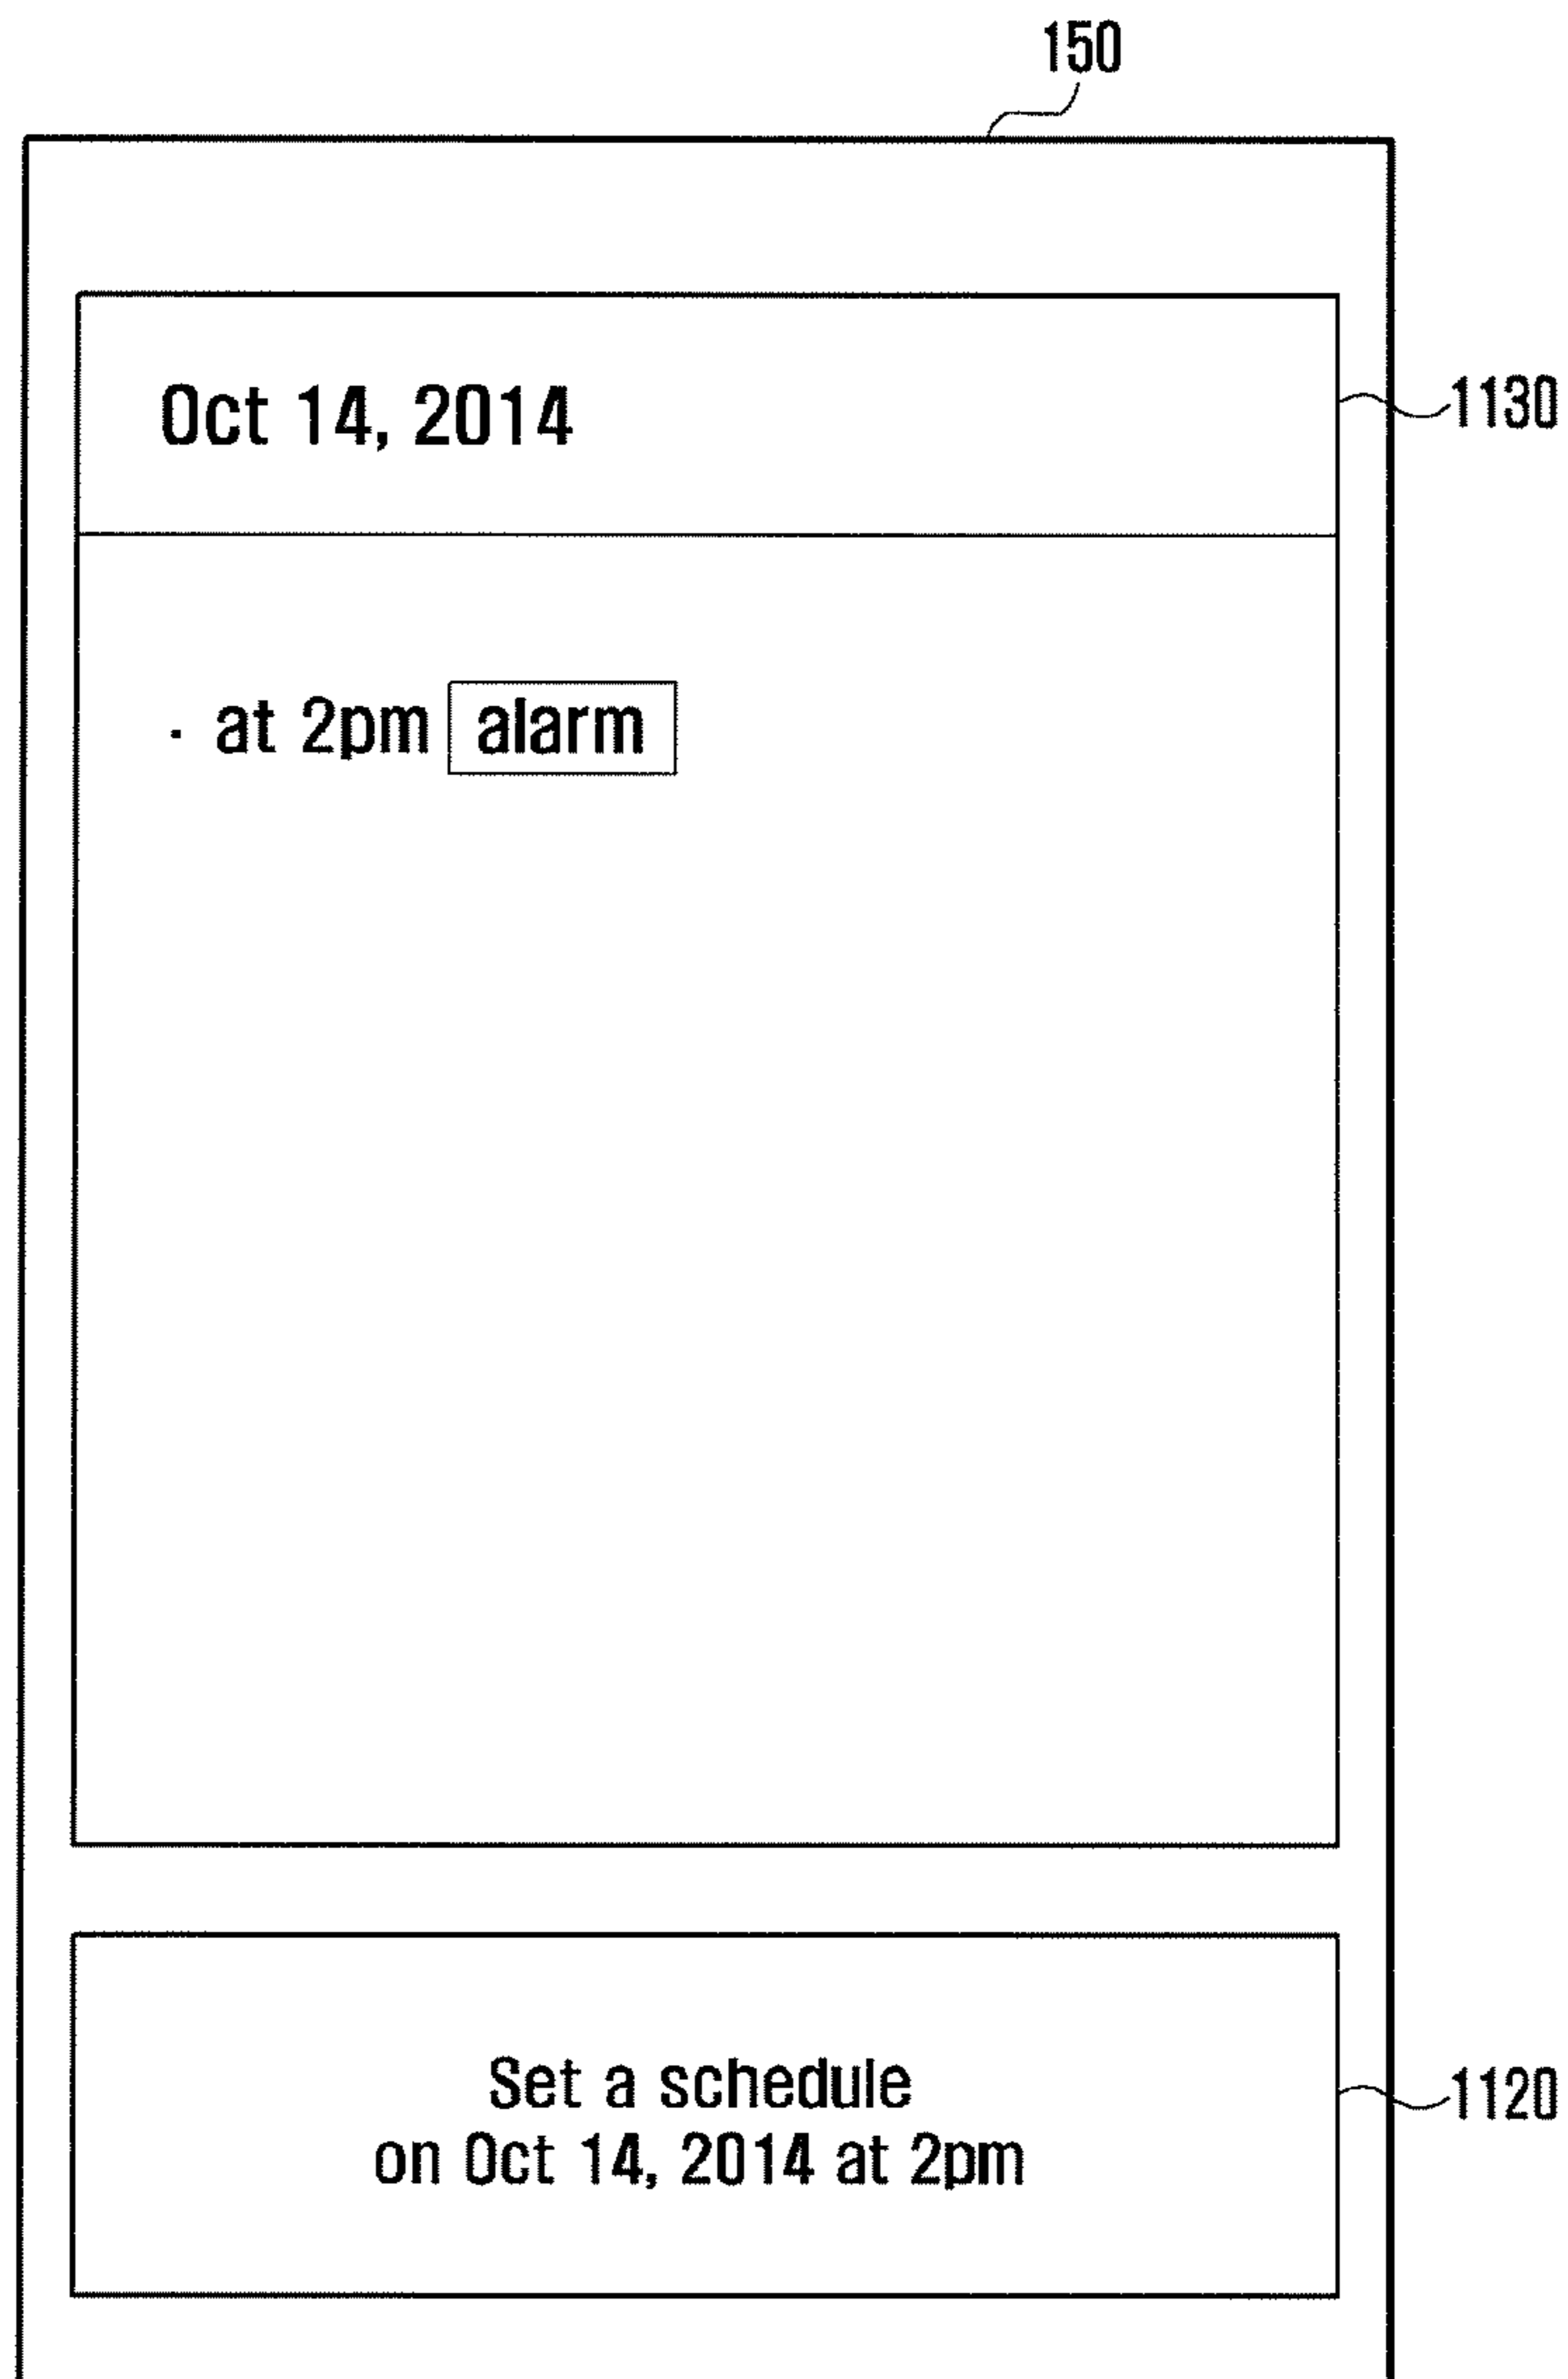 150
Oct 14, 2014
1130
· at 2pm alarm
Set a schedule
on Oct 14, 2014 at 2pm
1120